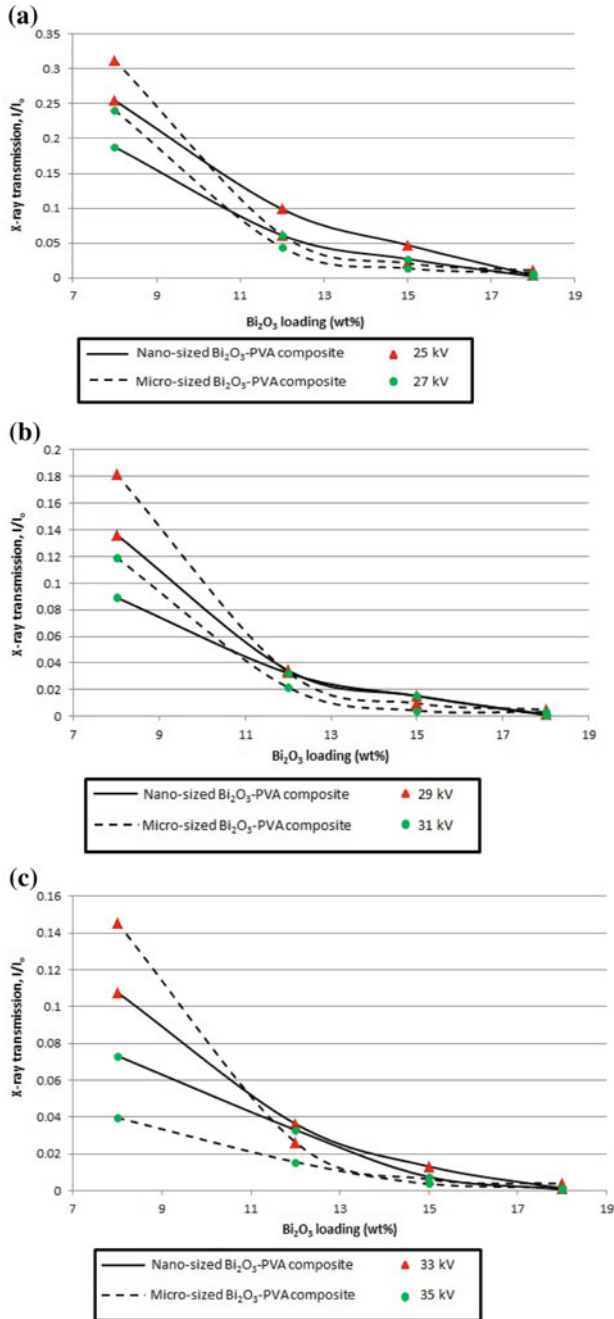 (a)
0.35
0.3
0.25
0.2
0.15
0.1
0.05
0
X-ray transmission, I/Iₒ
7 9 11 13 15 17 19
Bi₂O₃ loading (wt%)
Nano-sized Bi₂O₃-PVA composite 25 kV
Micro-sized Bi₂O₃-PVA composite 27 kV
(b)
0.2
0.18
0.16
0.14
0.12
0.1
0.08
0.06
0.04
0.02
0
X-ray transmission, I/Iₒ
7 9 11 13 15 17 19
Bi₂O₃ loading (wt%)
Nano-sized Bi₂O₃-PVA composite 29 kV
Micro-sized Bi₂O₃-PVA composite 31 kV
(c)
0.16
0.14
0.12
0.1
0.08
0.06
0.04
0.02
0
X-ray transmission, I/Iₒ
7 9 11 13 15 17 19
Bi₂O₃ loading (wt%)
Nano-sized Bi₂O₃-PVA composite 33 kV
Micro-sized Bi₂O₃-PVA composite 35 kV